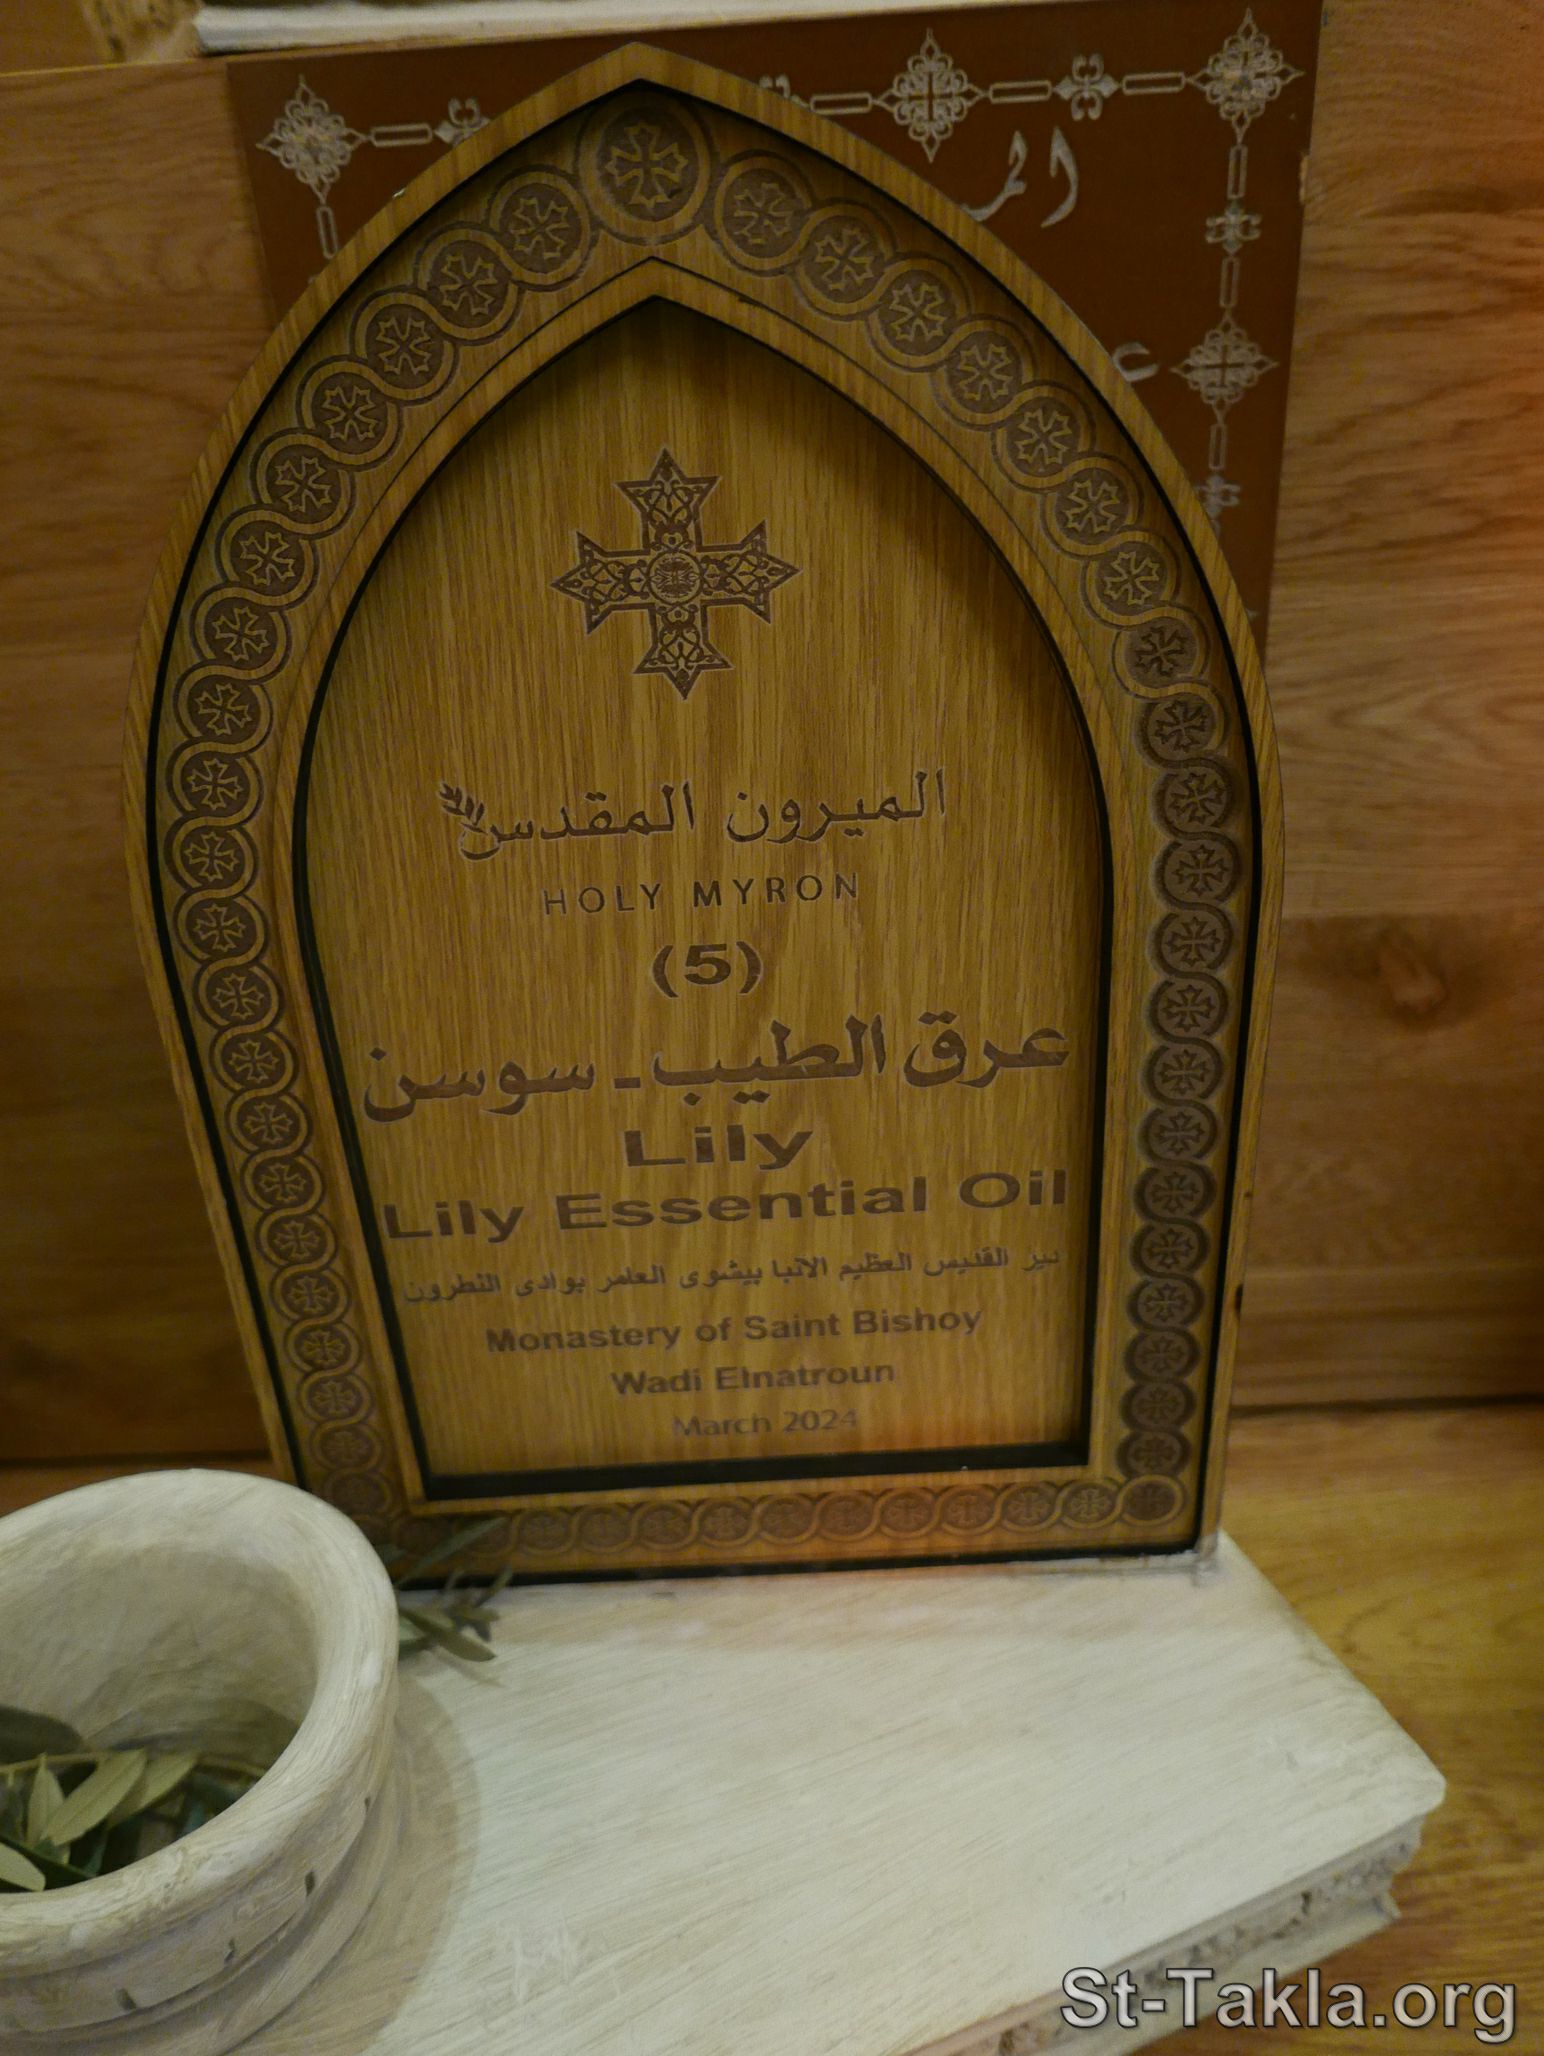 الميرون المقدس
HOLY MYRON
(5)
عرق الطيب - سوسن
Lily
Lily Essential Oil
دير القديس العظيم الانبا بيشوى العامر بوادى النطرون
Monastery of Saint Bishoy
Wadi Elnatroun
March 2024
St-Takla.org